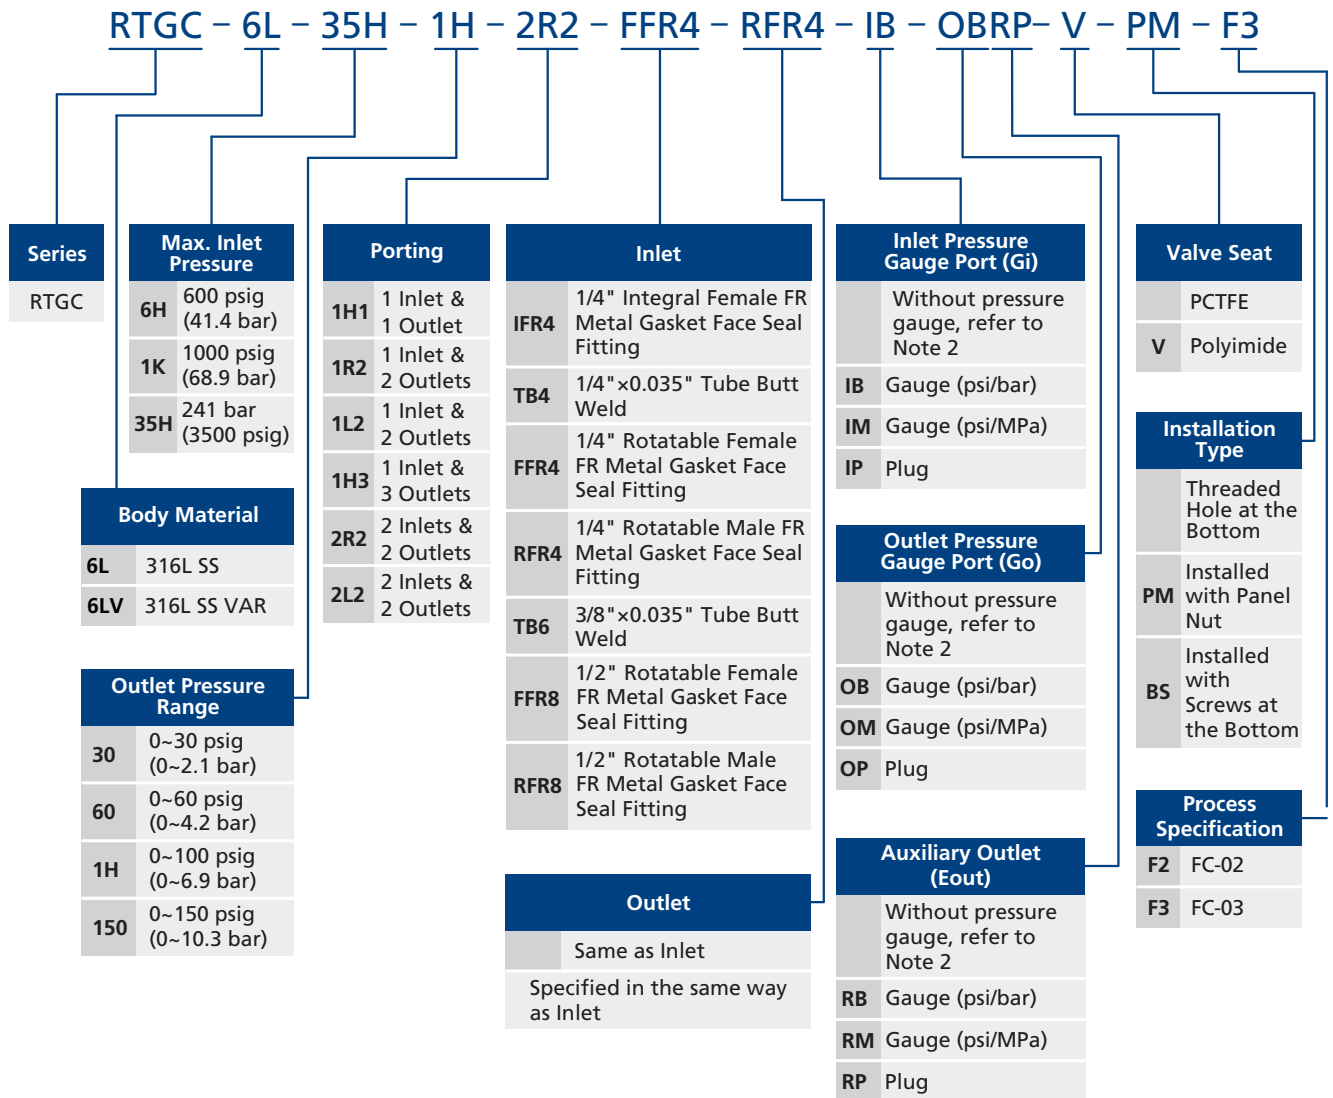 RTGC – 6L – 35H – 1H – 2R2 – FFR4 – RFR4 – IB – OBRP – V – PM – F3
Series
RTGC
Max. Inlet
Pressure
6H
600 psig
(41.4 bar)
1K
1000 psig
(68.9 bar)
35H
241 bar
(3500 psig)
Body Material
6L 316L SS
6LV 316L SS VAR
Outlet Pressure
Range
30
0~30 psig
(0~2.1 bar)
60
0~60 psig
(0~4.2 bar)
1H
0~100 psig
(0~6.9 bar)
150
0~150 psig
(0~10.3 bar)
Porting
1H1
1 Inlet &
1 Outlet
1R2
1 Inlet &
2 Outlets
1L2
1 Inlet &
2 Outlets
1H3
1 Inlet &
3 Outlets
2R2
2 Inlets &
2 Outlets
2L2
2 Inlets &
2 Outlets
Inlet
IFR4
1/4" Integral Female FR
Metal Gasket Face Seal
Fitting
TB4
1/4"×0.035" Tube Butt
Weld
FFR4
1/4" Rotatable Female
FR Metal Gasket Face
Seal Fitting
RFR4
1/4" Rotatable Male FR
Metal Gasket Face Seal
Fitting
TB6
3/8"×0.035" Tube Butt
Weld
FFR8
1/2" Rotatable Female
FR Metal Gasket Face
Seal Fitting
RFR8
1/2" Rotatable Male
FR Metal Gasket Face
Seal Fitting
Outlet
Same as Inlet
Specified in the same way
as Inlet
Inlet Pressure
Gauge Port (Gi)
Without pressure
gauge, refer to
Note 2
IB Gauge (psi/bar)
IM Gauge (psi/MPa)
IP Plug
Outlet Pressure
Gauge Port (Go)
Without pressure
gauge, refer to
Note 2
OB Gauge (psi/bar)
OM Gauge (psi/MPa)
OP Plug
Auxiliary Outlet
(Eout)
Without pressure
gauge, refer to
Note 2
RB Gauge (psi/bar)
RM Gauge (psi/MPa)
RP Plug
Valve Seat
PCTFE
V Polyimide
Installation
Type
Threaded
Hole at the
Bottom
PM
Installed
with Panel
Nut
BS
Installed
with
Screws at
the Bottom
Process
Specification
F2 FC-02
F3 FC-03